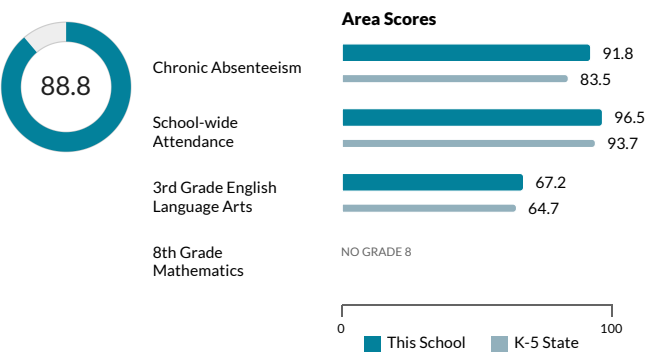 Area Scores
88.8
Chronic Absenteeism
91.8
83.5
School-wide
Attendance
96.5
93.7
3rd Grade English
Language Arts
67.2
64.7
8th Grade
Mathematics
NO GRADE 8
0
100
This School
K-5 State